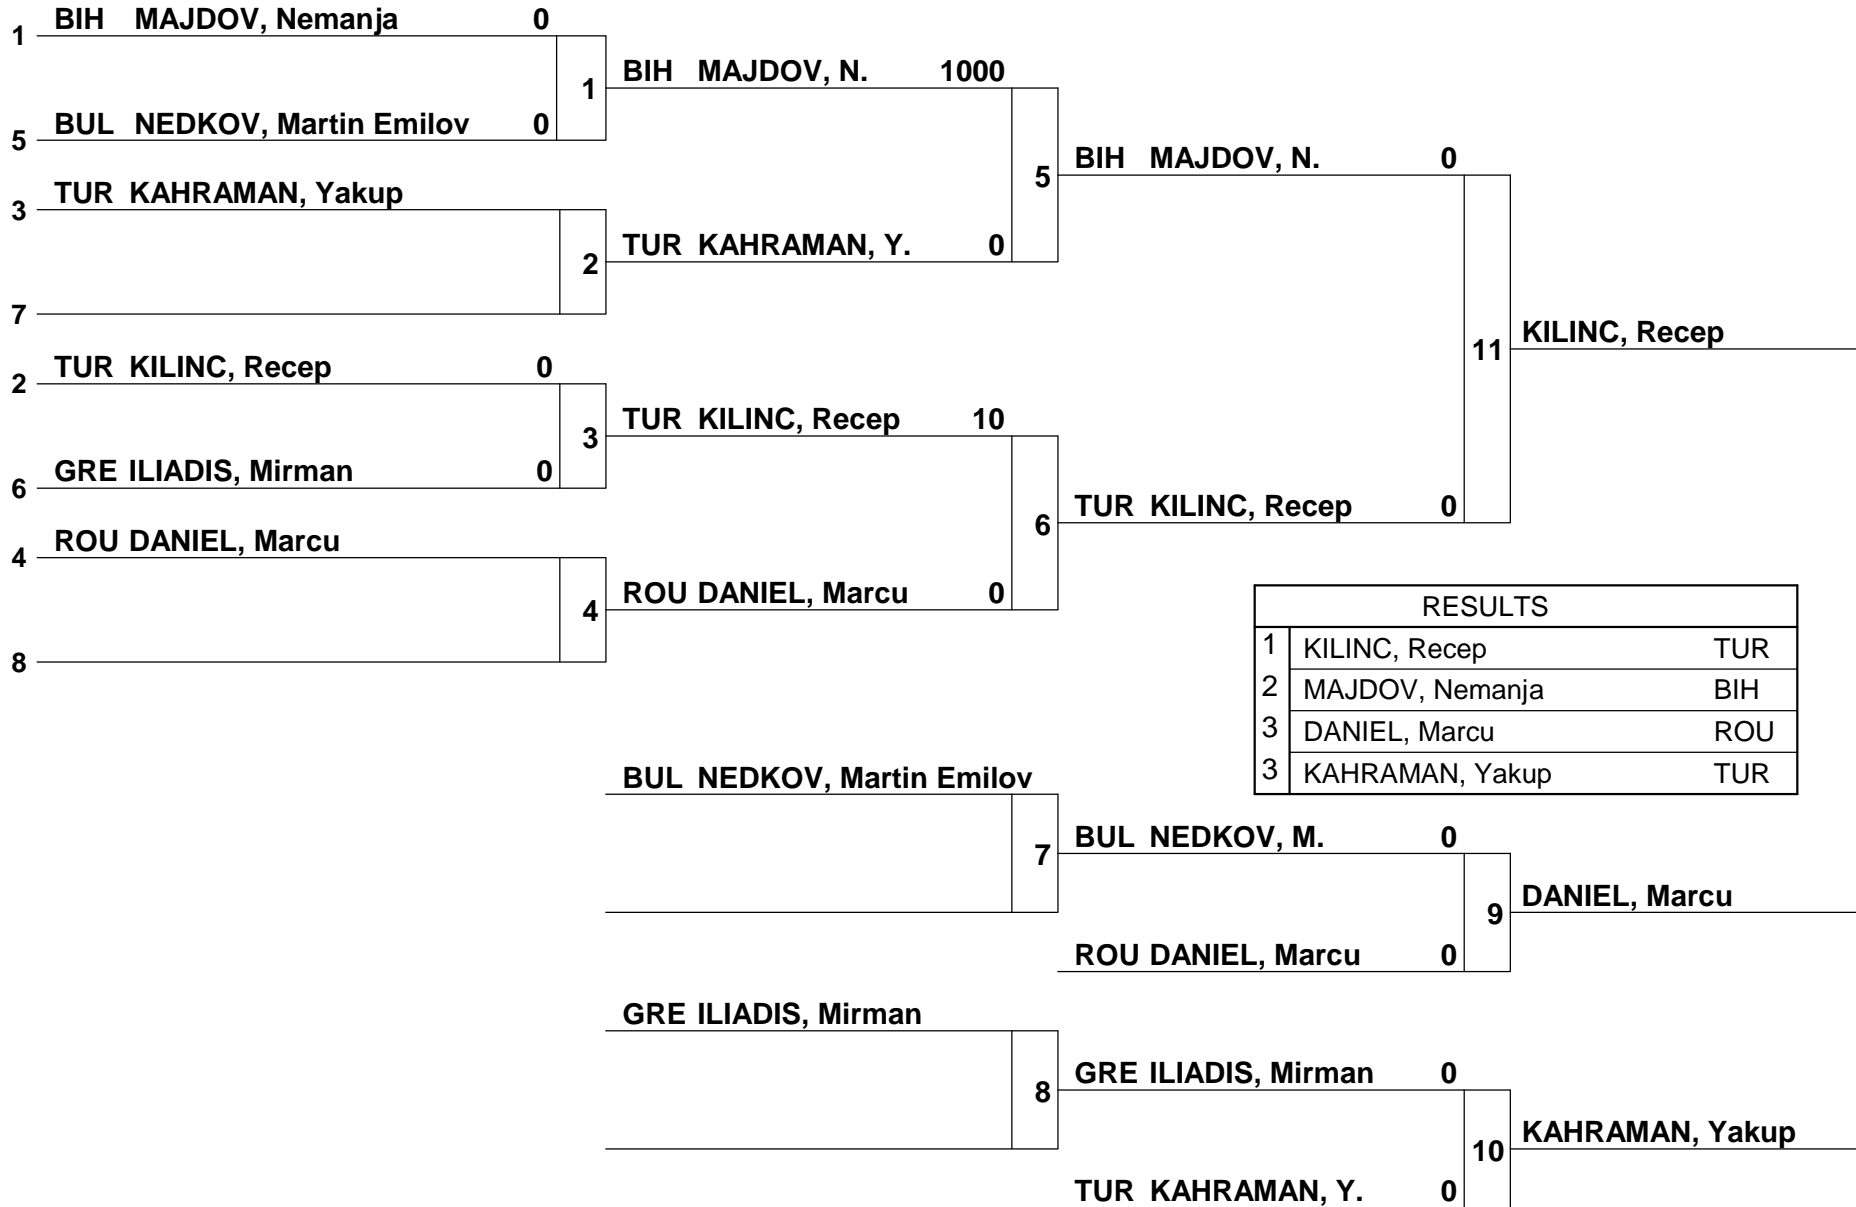 1 BIH MAJDOV, Nemanja 0
1
5 BUL NEDKOV, Martin Emilov 0
BIH MAJDOV, N. 1000
5
3 TUR KAHRAMAN, Yakup
2
7
TUR KAHRAMAN, Y. 0
BIH MAJDOV, N. 0
11
KILINC, Recep
2 TUR KILINC, Recep 0
3
6 GRE ILIADIS, Mirman 0
TUR KILINC, Recep 10
6
4 ROU DANIEL, Marcu
4
8
ROU DANIEL, Marcu 0
TUR KILINC, Recep 0
RESULTS
1 KILINC, Recep TUR
2 MAJDOV, Nemanja BIH
3 DANIEL, Marcu ROU
3 KAHRAMAN, Yakup TUR
BUL NEDKOV, Martin Emilov
7
BUL NEDKOV, M. 0
9
DANIEL, Marcu
ROU DANIEL, Marcu 0
GRE ILIADIS, Mirman
8
GRE ILIADIS, Mirman 0
10
KAHRAMAN, Yakup
TUR KAHRAMAN, Y. 0